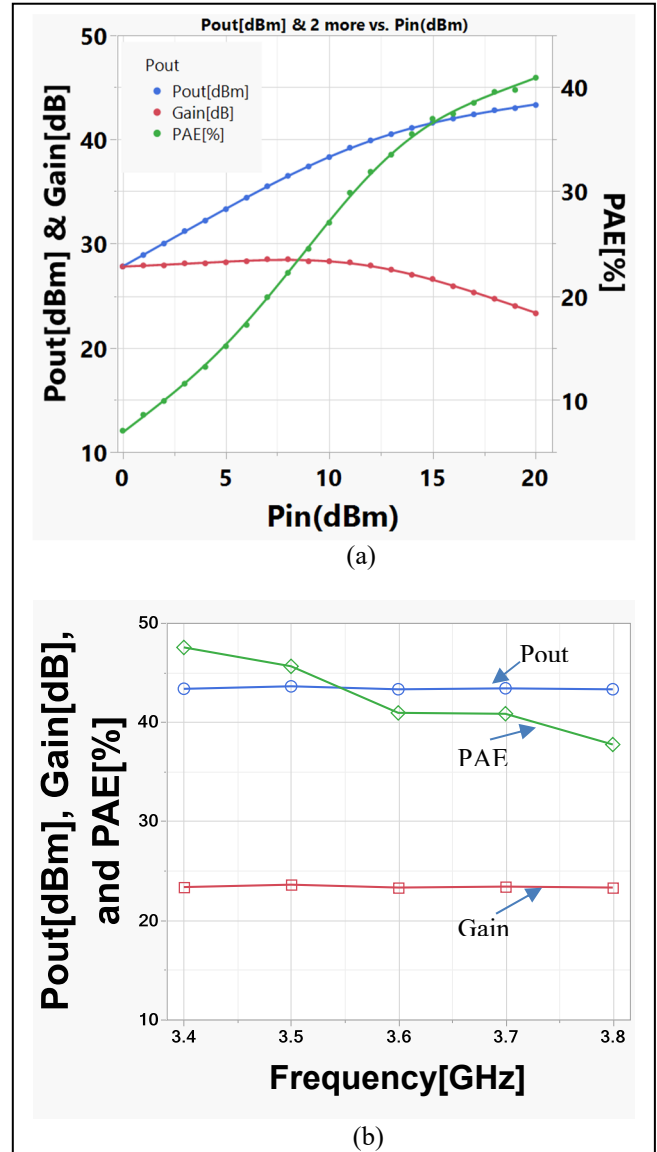 Pout[dBm] & 2 more vs. Pin(dBm)
Pout[dBm] & Gain[dB]
50
40
30
20
10
Pout
Pout[dBm]
Gain[dB]
PAE[%]
40
30
20
10
PAE[%]
0 5 10 15 20
Pin(dBm)
(a)
Pout[dBm], Gain[dB],
and PAE[%]
50
40
30
20
10
Pout
PAE
Gain
3.4 3.5 3.6 3.7 3.8
Frequency[GHz]
(b)